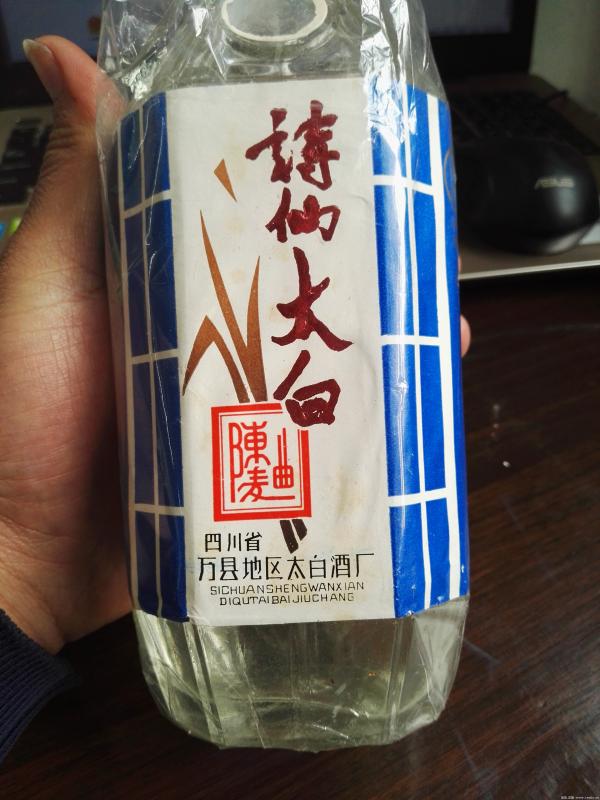 詩仙太白
陳麯
四川省
万县地区太白酒厂
SICHUANSHENGWANXIAN
DIQUTAIBAIJIUCHANG
ASUS